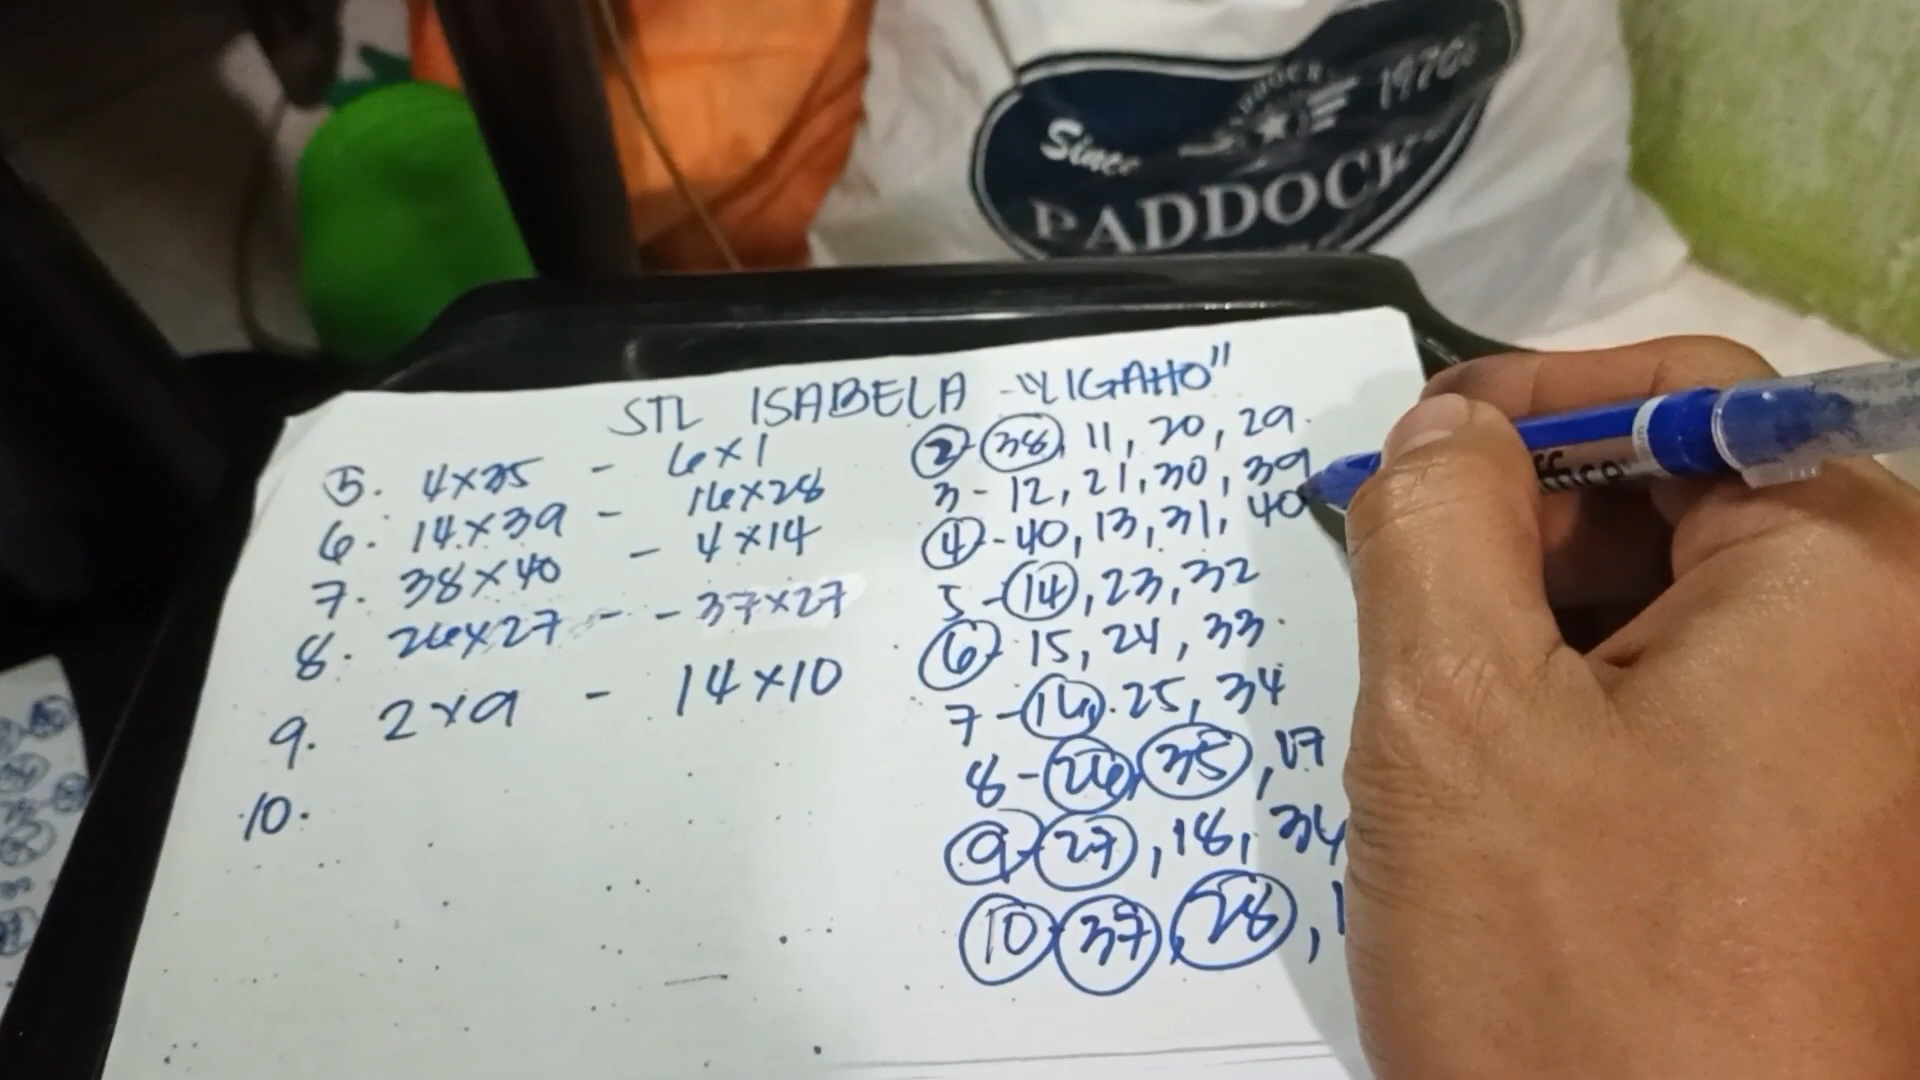 Since 1970s
PADDOCK
STL ISABELA - "LIGAHO"
5. 4x35 - 6x1
6. 14x39 - 16x28
7. 38x40 - 4x14
8. 26x27 - - 37x27
9. 2x9 - 14x10
10.
2 - 38, 11, 20, 29.
3 - 12, 21, 30, 39
4 - 40, 13, 31, 40
5 - 14, 23, 32
6 - 15, 24, 33.
7 - 16, 25, 34
8 - 26, 35, 17
9 - 27, 18,
10 37, 28,
ffice